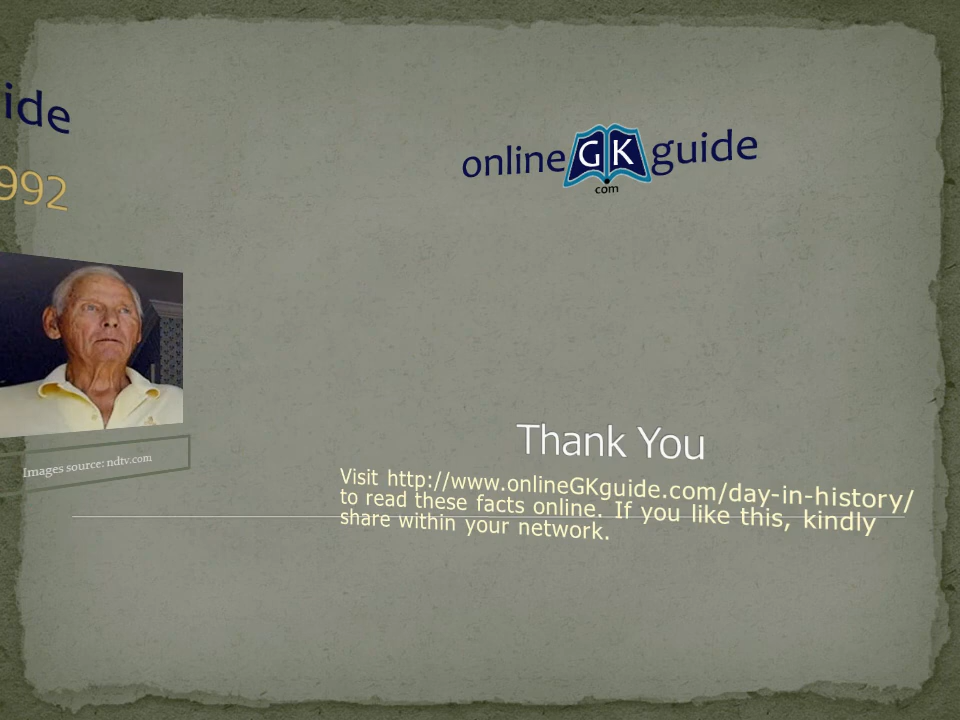 ide
992
Images source: ndtv.com
online GK guide
com
Thank You
Visit http://www.onlineGKguide.com/day-in-history/
to read these facts online. If you like this, kindly
share within your network.